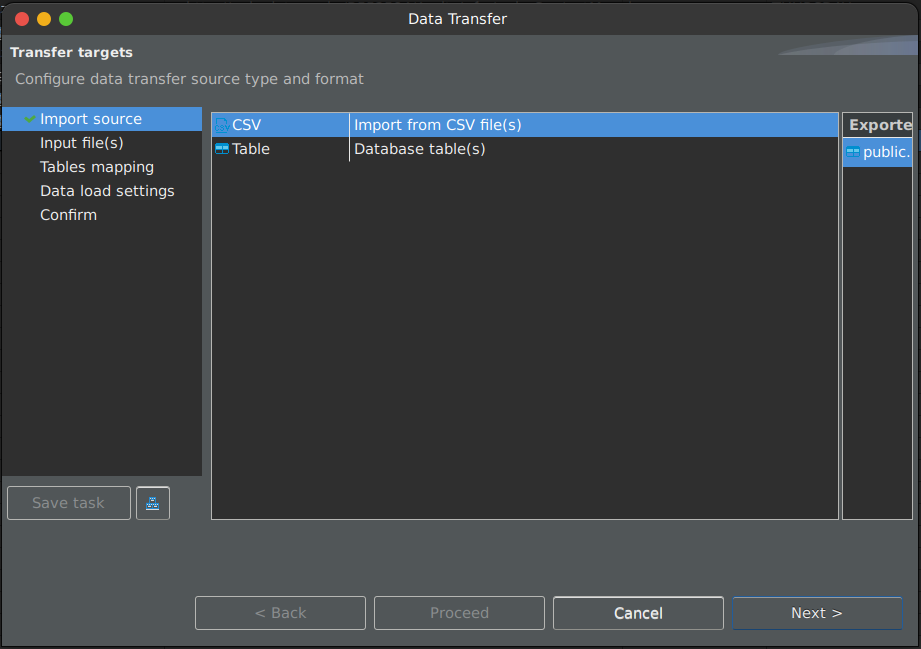 Data Transfer
Transfer targets
Configure data transfer source type and format
Import source
Input file(s)
Tables mapping
Data load settings
Confirm
CSV Import from CSV file(s)
Table Database table(s)
Exporte
public.
Save task
< Back Proceed Cancel Next >